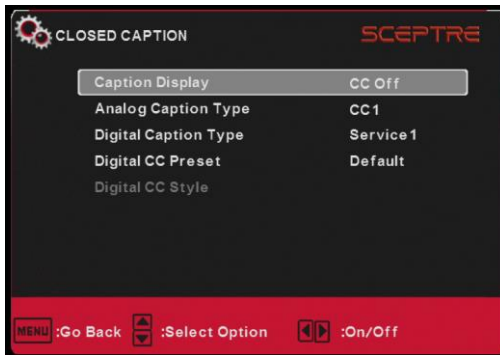 CLOSED CAPTION SCEPTRE
Caption Display CC Off
Analog Caption Type CC1
Digital Caption Type Service1
Digital CC Preset Default
Digital CC Style
MENU :Go Back :Select Option :On/Off